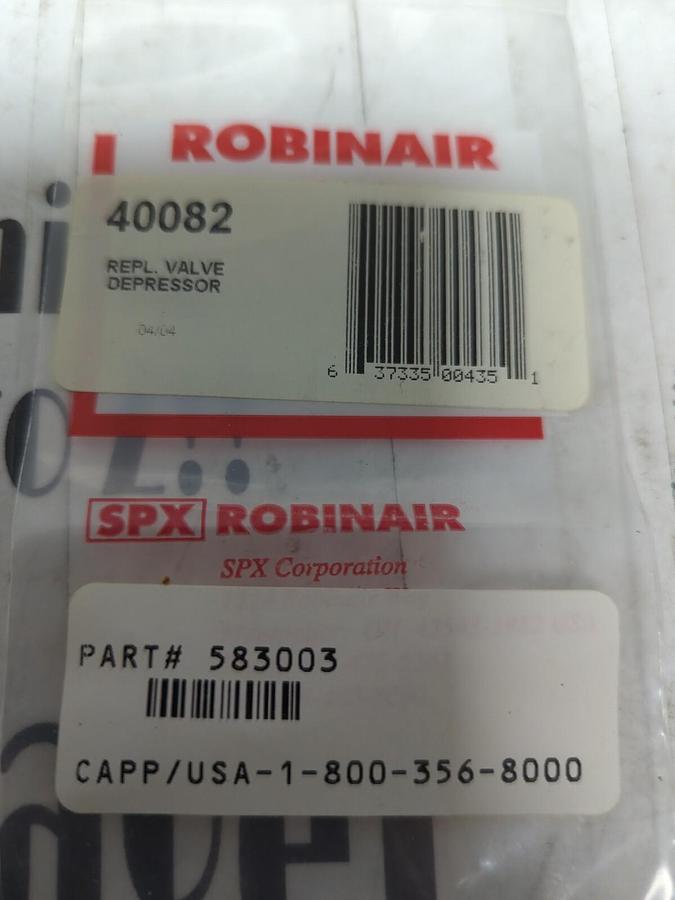 ROBINAIR
40082
REPL. VALVE
DEPRESSOR
04/04
6 37335 00435 1
SPX ROBINAIR
SPX Corporation
PART# 583003
CAPP/USA-1-800-356-8000